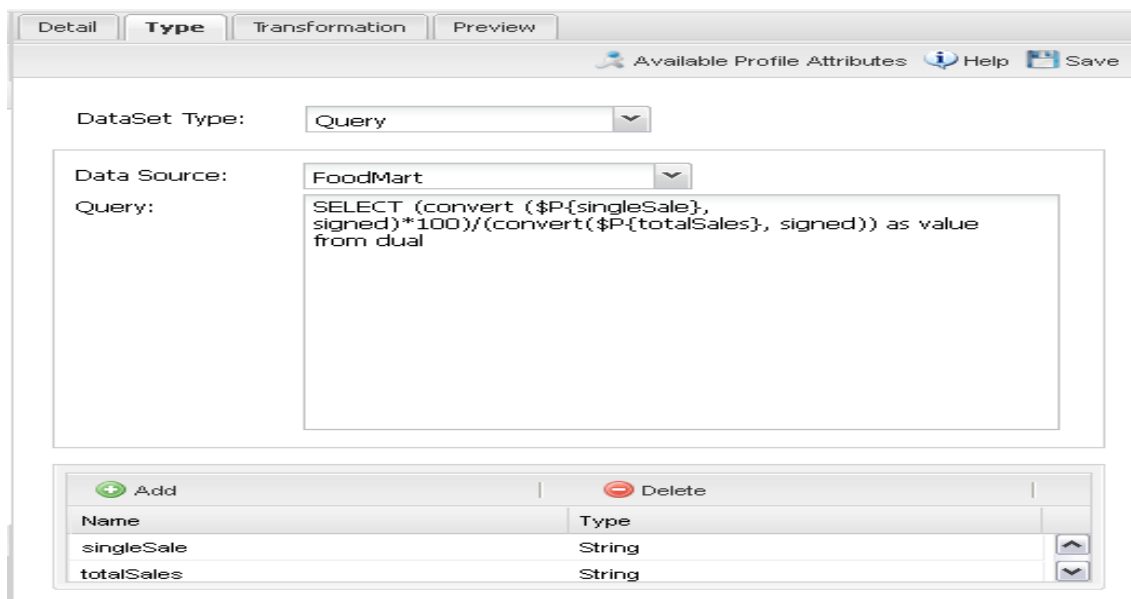 Detail Type Transformation Preview
Available Profile Attributes Help Save
DataSet Type: Query
Data Source: FoodMart
Query: SELECT (convert ($P{singleSale},
signed)*100)/(convert($P{totalSales}, signed)) as value
from dual
Add Delete
Name Type
singleSale String
totalSales String